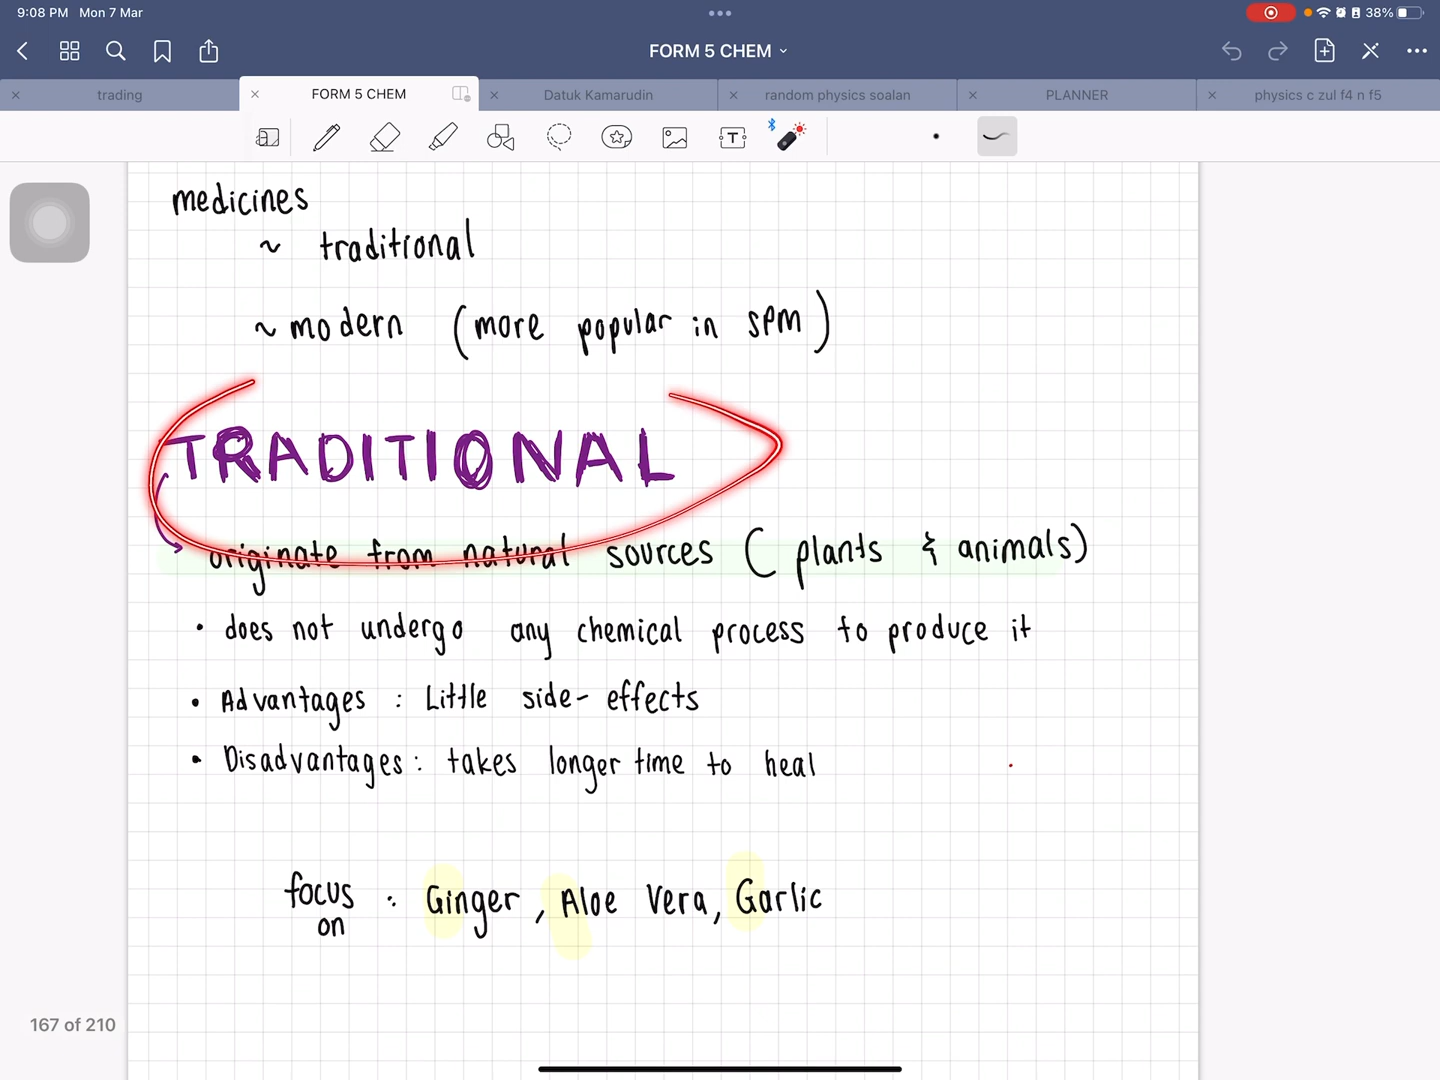 9:08 PM Mon 7 Mar
38%
FORM 5 CHEM
trading
FORM 5 CHEM
Datuk Kamarudin
random physics soalan
PLANNER
physics c zul f4 n f5
medicines
~ traditional
~ modern (more popular in SPM)
TRADITIONAL
originate from natural sources ( plants & animals)
• does not undergo any chemical process to produce it
• Advantages : Little side-effects
• Disadvantages : takes longer time to heal
focus on : Ginger, Aloe Vera, Garlic
167 of 210